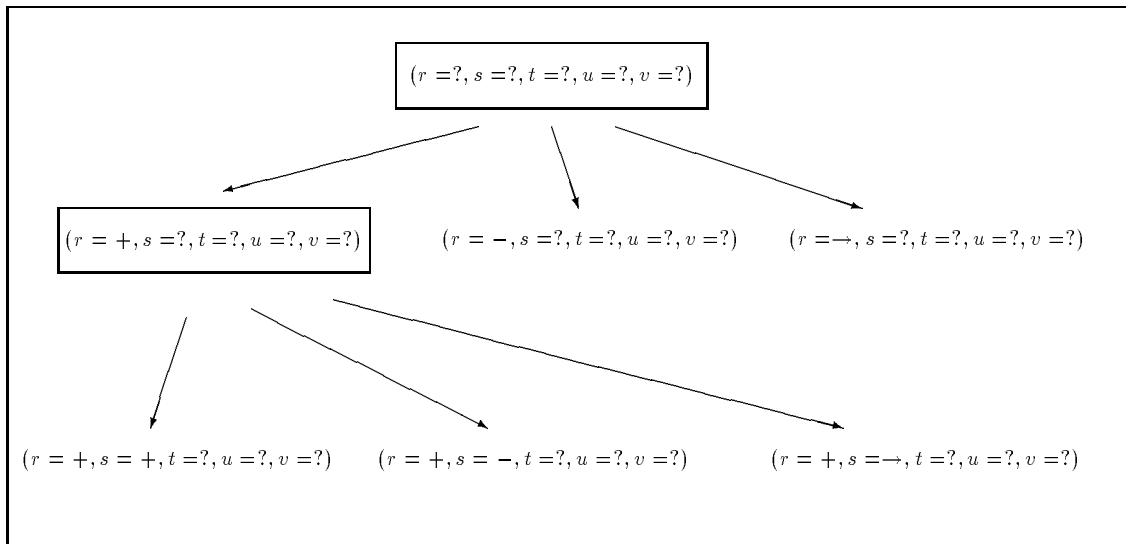 (r =?, s =?, t =?, u =?, v =?)
(r = +, s =?, t =?, u =?, v =?)
(r = −, s =?, t =?, u =?, v =?)
(r =→, s =?, t =?, u =?, v =?)
(r = +, s = +, t =?, u =?, v =?)
(r = +, s = −, t =?, u =?, v =?)
(r = +, s =→, t =?, u =?, v =?)